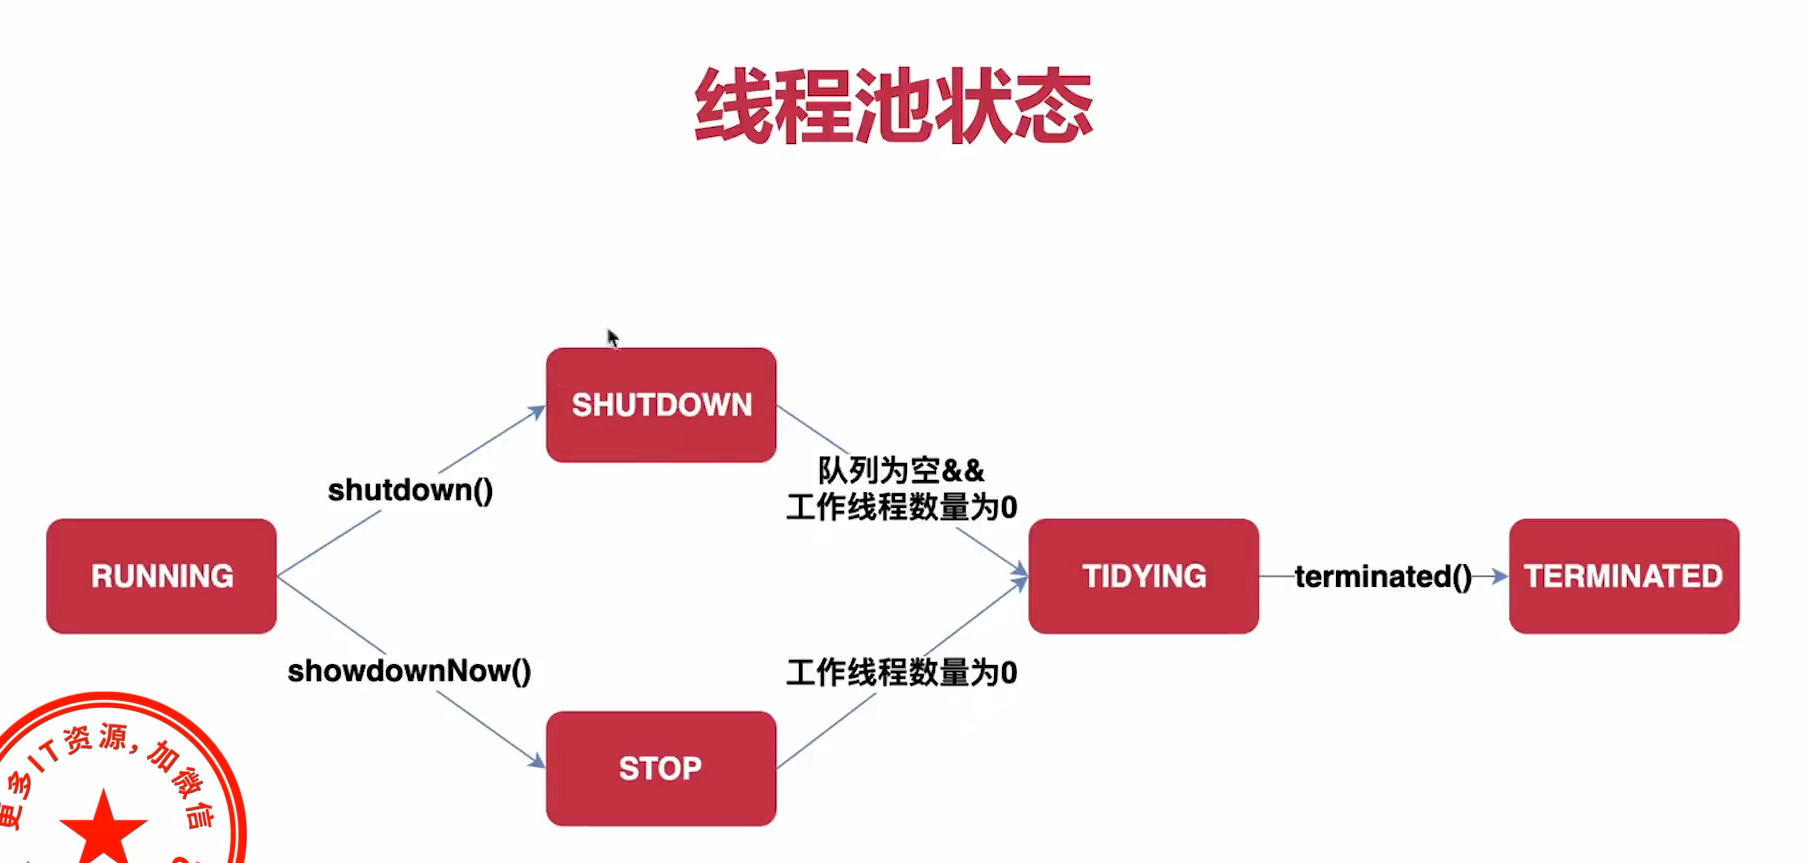 线程池状态
SHUTDOWN
队列为空&&
工作线程数量为0
shutdown()
RUNNING
TIDYING
terminated()
TERMINATED
showdownNow()
工作线程数量为0
STOP
更多IT资源,加微信